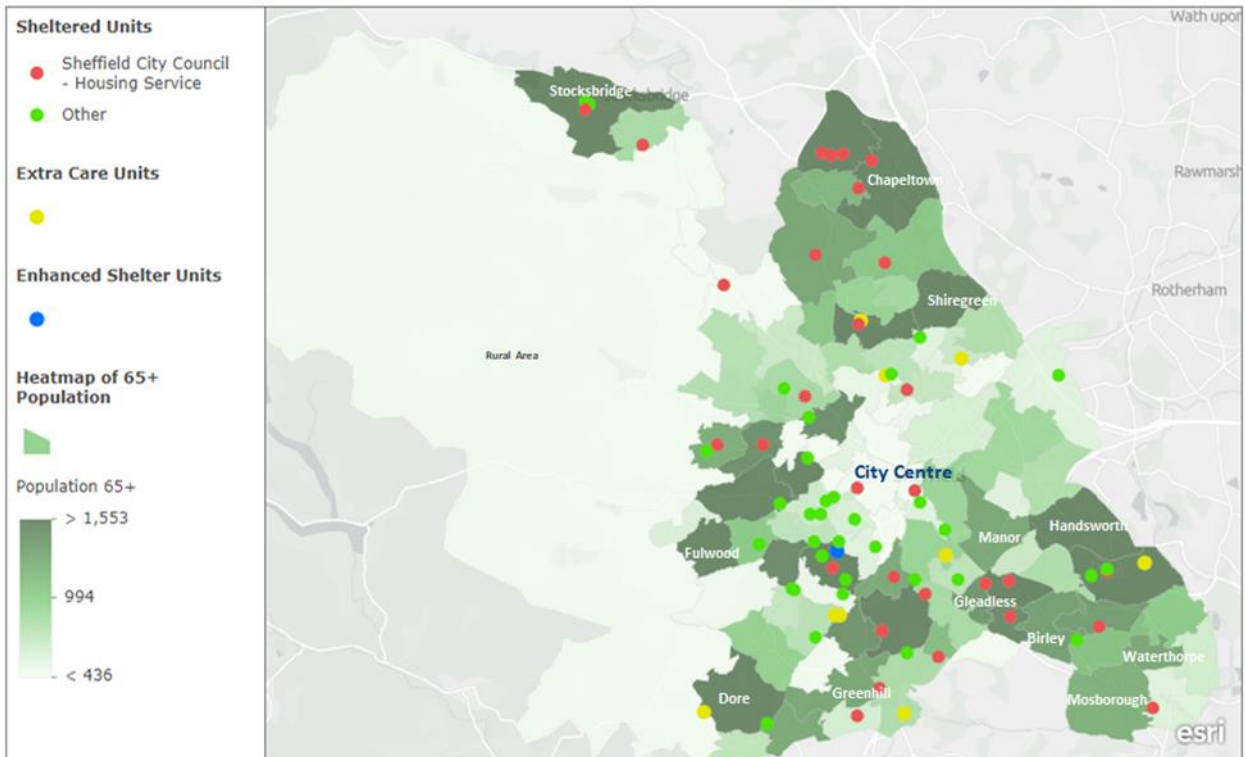 Sheltered Units
Sheffield City Council
- Housing Service
Other
Extra Care Units
Enhanced Shelter Units
Heatmap of 65+
Population
Population 65+
> 1,553
994
< 436
Wath upon
Stocksbridge
Rawmarsh
Chapeltown
Rotherham
Shiregreen
Rural Area
City Centre
Handsworth
Manor
Fulwood
Gleadless
Birley
Waterthorpe
Dore
Greenhill
Mosborough
esri